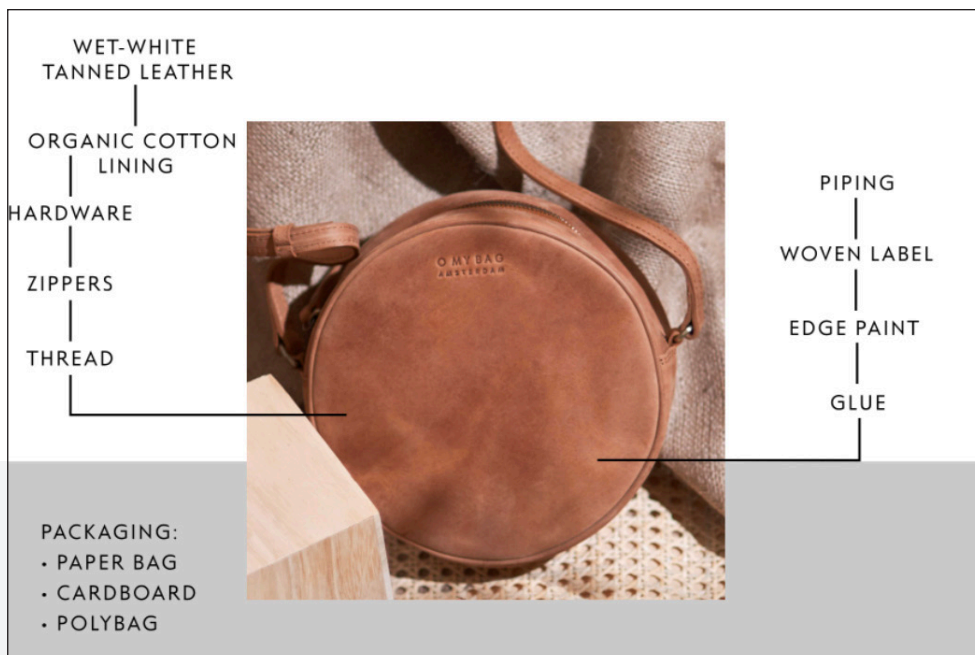 WET-WHITE
TANNED LEATHER
ORGANIC COTTON
LINING
HARDWARE
ZIPPERS
THREAD
O MY BAG
AMSTERDAM
PIPING
WOVEN LABEL
EDGE PAINT
GLUE
PACKAGING:
• PAPER BAG
• CARDBOARD
• POLYBAG